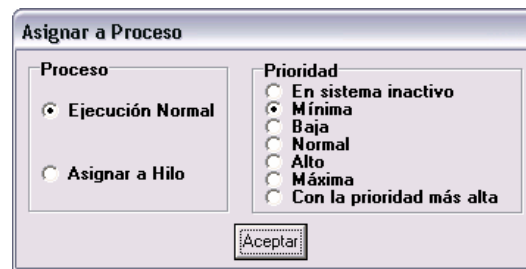 Asignar a Proceso
Proceso
Ejecución Normal
Asignar a Hilo
Prioridad
En sistema inactivo
Mínima
Baja
Normal
Alto
Máxima
Con la prioridad más alta
Aceptar